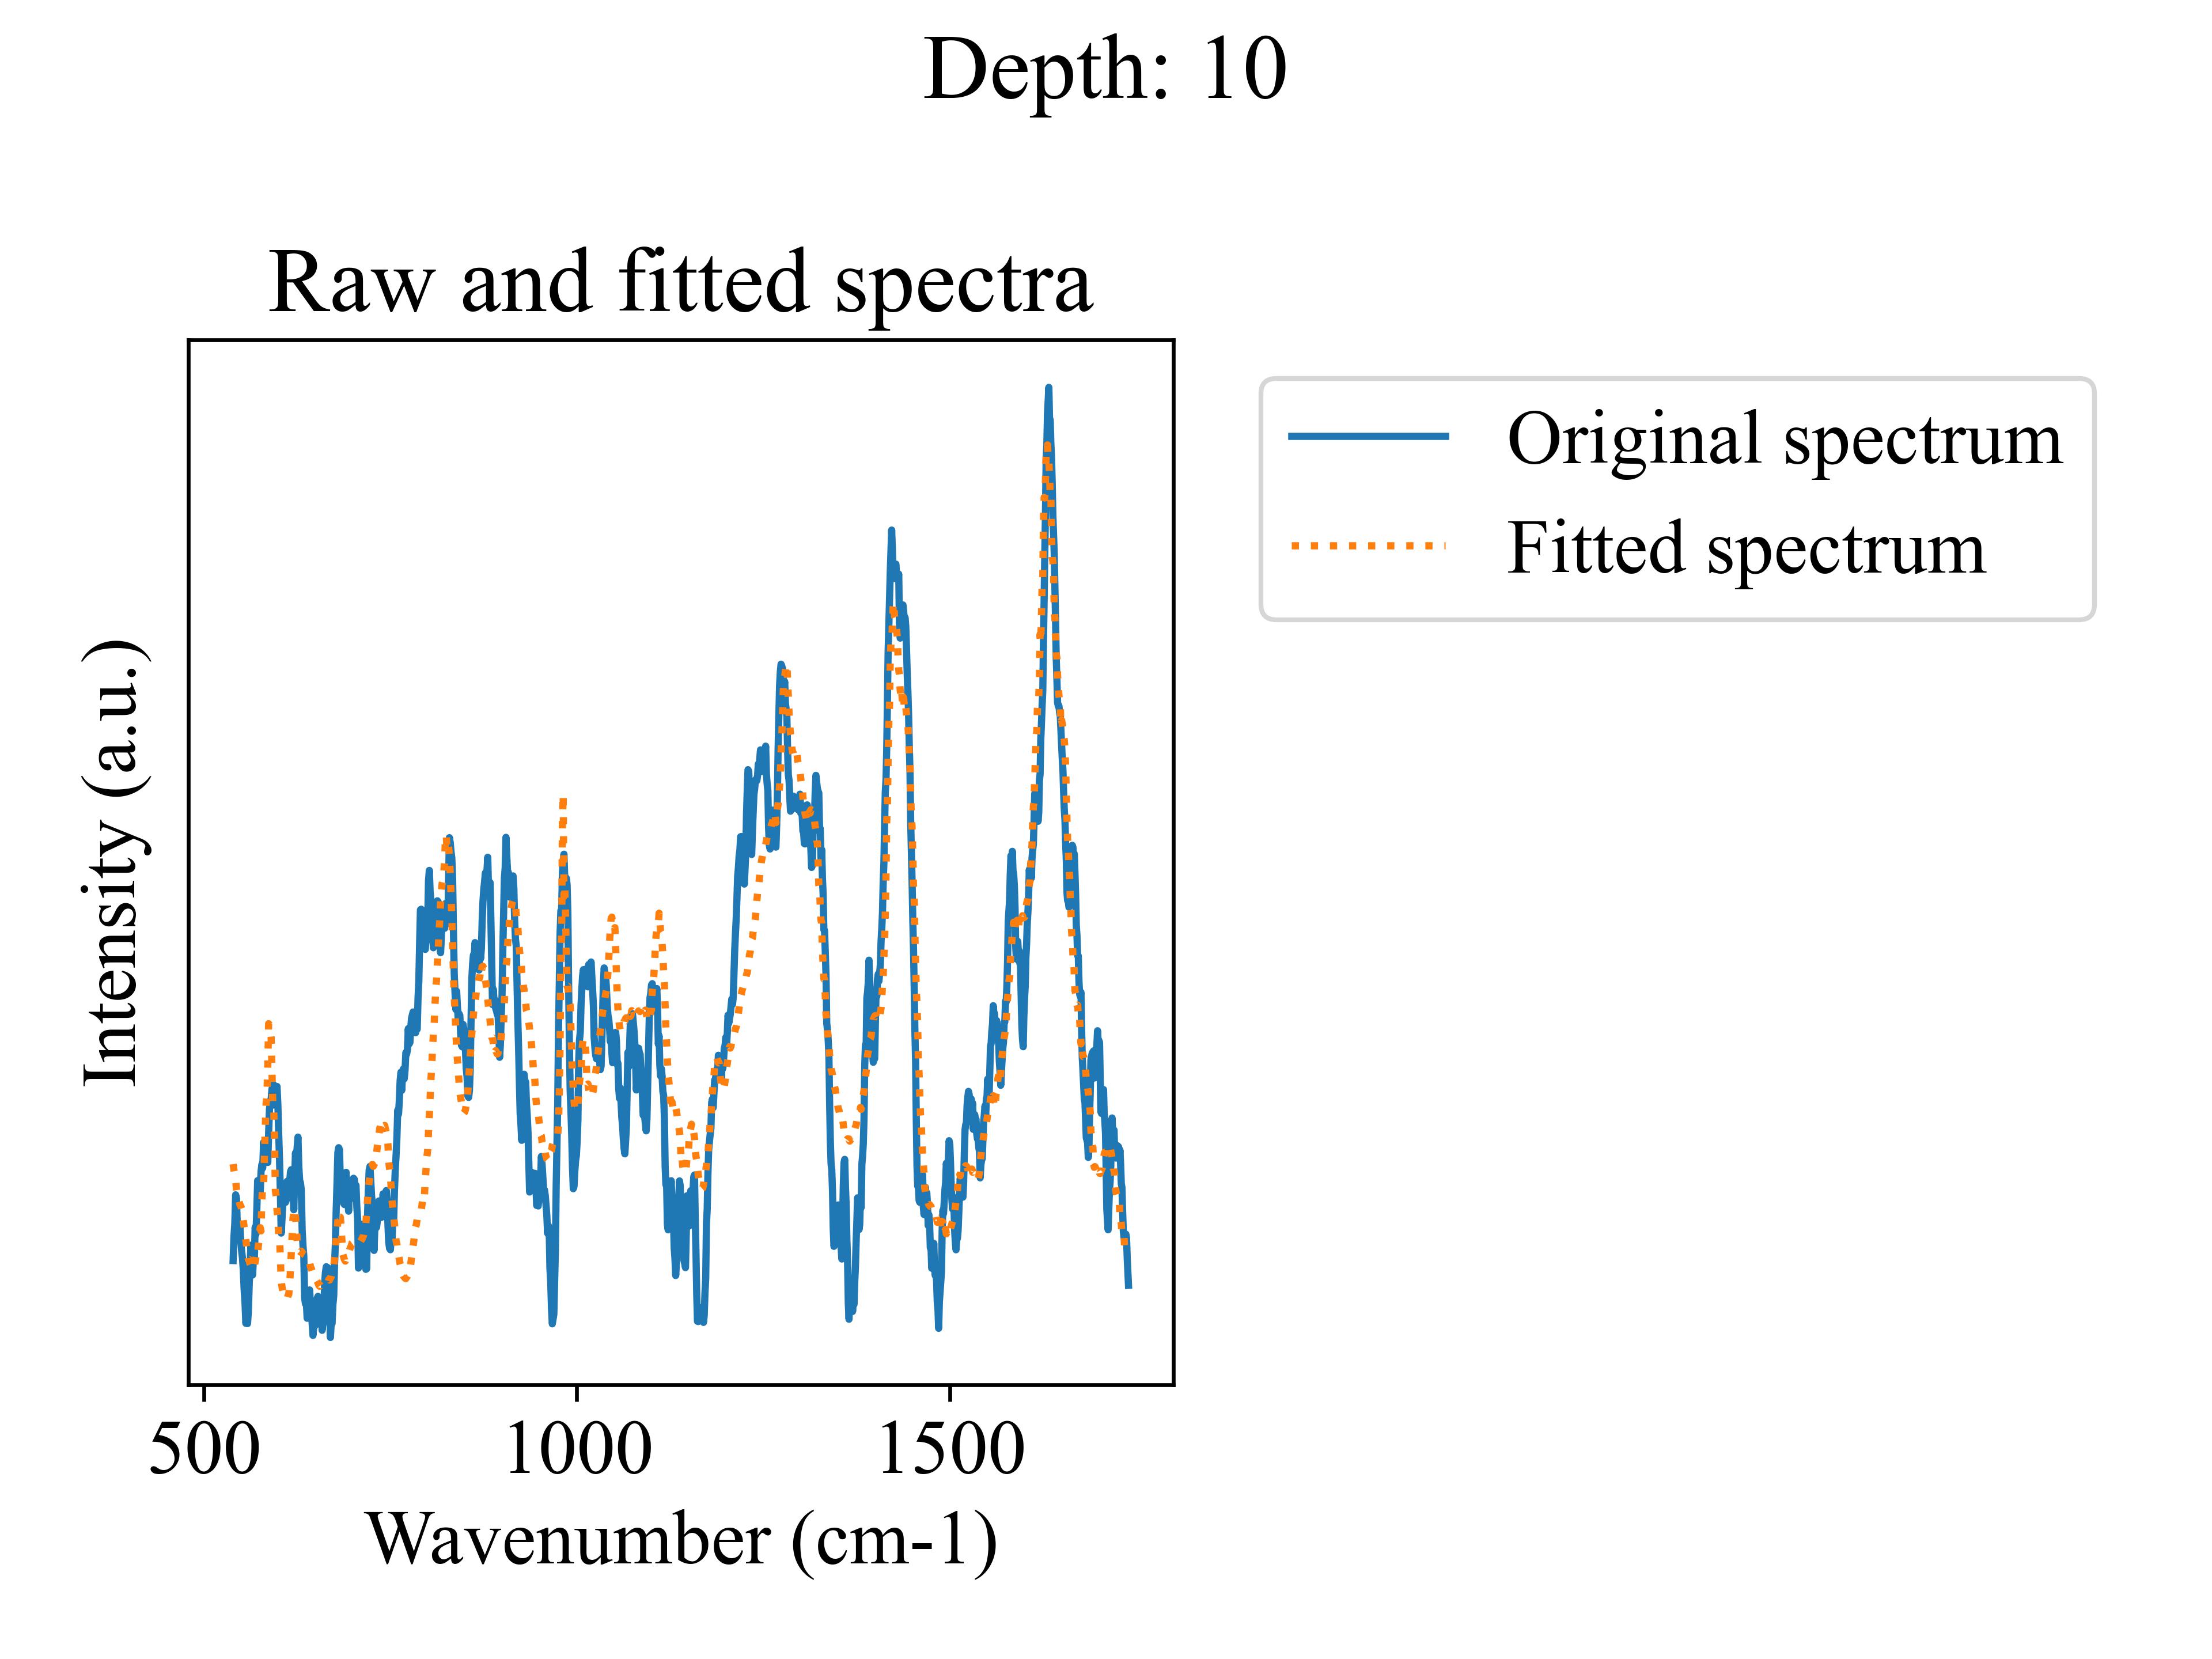 Depth: 10
Raw and fitted spectra
Original spectrum
Fitted spectrum
Intensity (a.u.)
500 1000 1500
Wavenumber (cm-1)